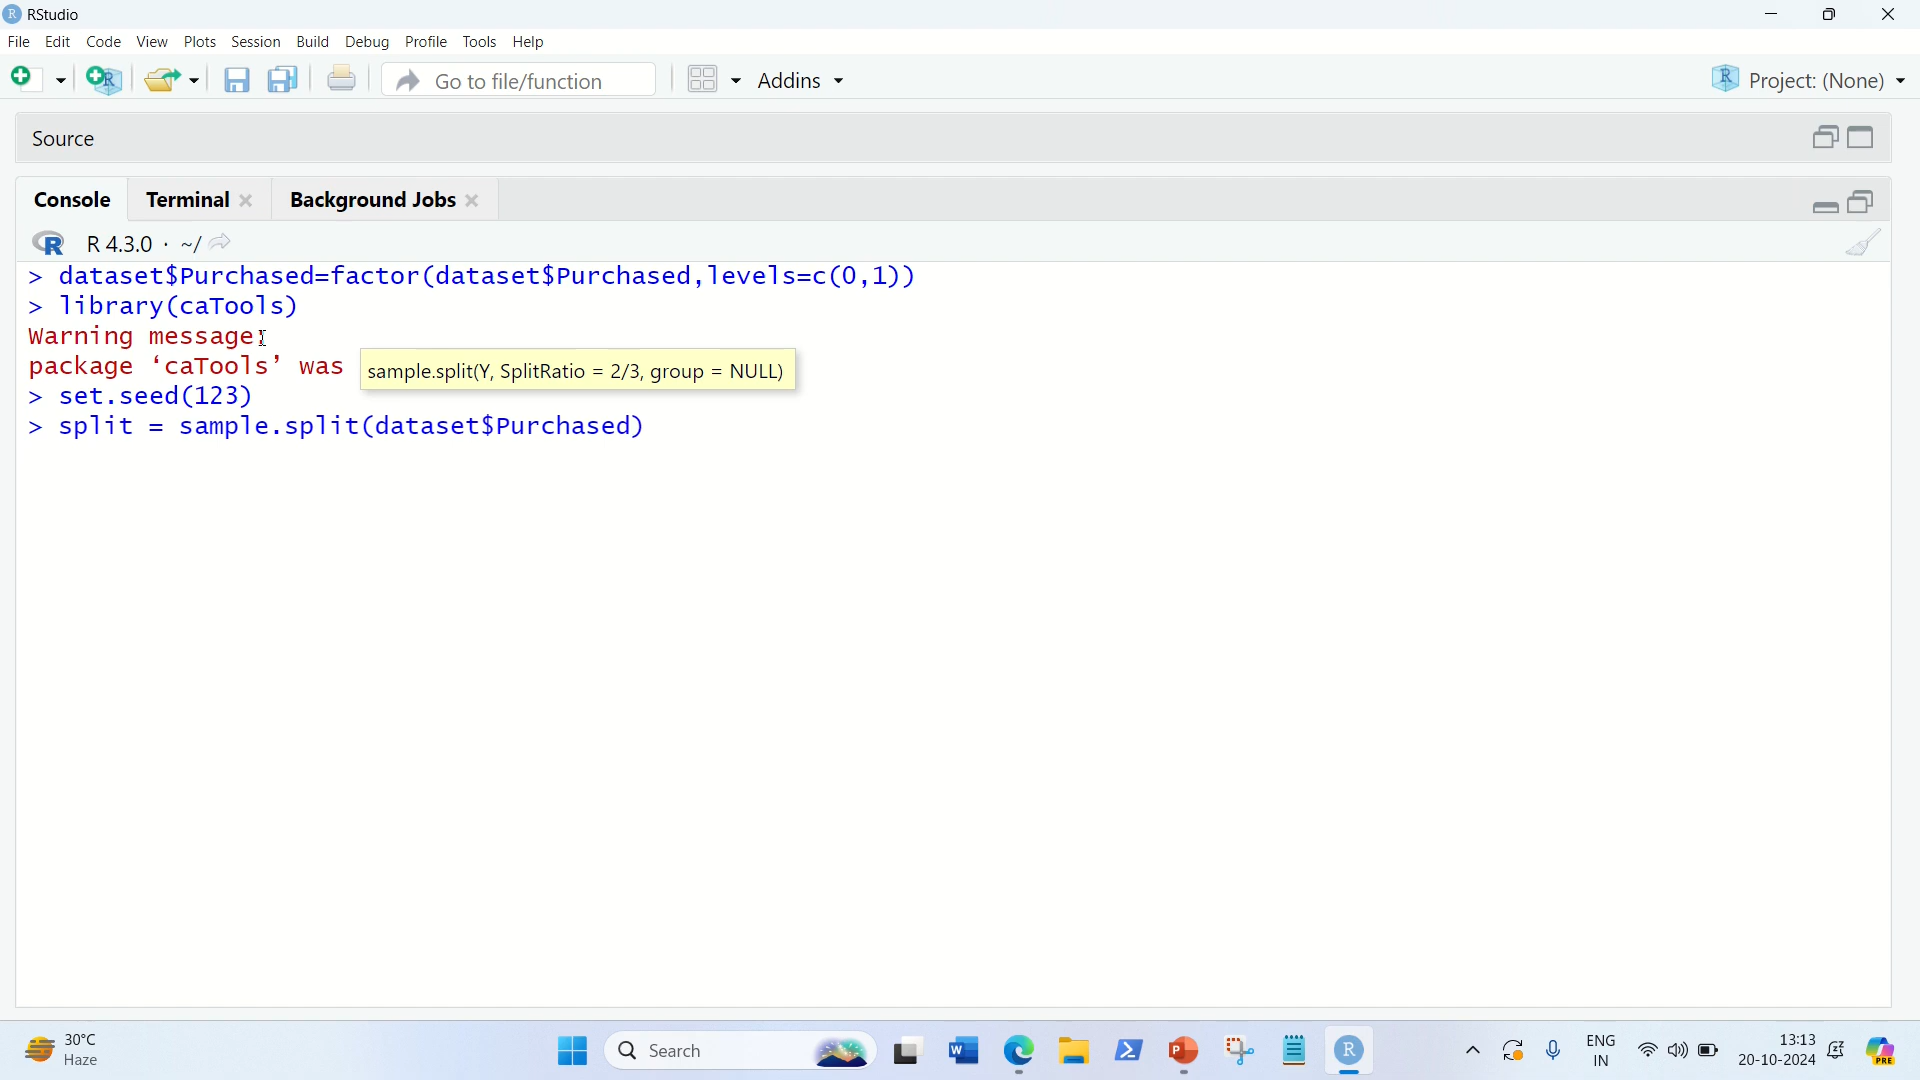 RStudio
File Edit Code View Plots Session Build Debug Profile Tools Help
Go to file/function Addins Project: (None)
Source
Console Terminal Background Jobs
R 4.3.0 · ~/
> dataset$Purchased=factor(dataset$Purchased,levels=c(0,1))
> library(caTools)
Warning message:
package ‘caTools’ was
sample.split(Y, SplitRatio = 2/3, group = NULL)
> set.seed(123)
> split = sample.split(dataset$Purchased)
30°C
Haze
Search
ENG
IN
13:13
20-10-2024
PRE